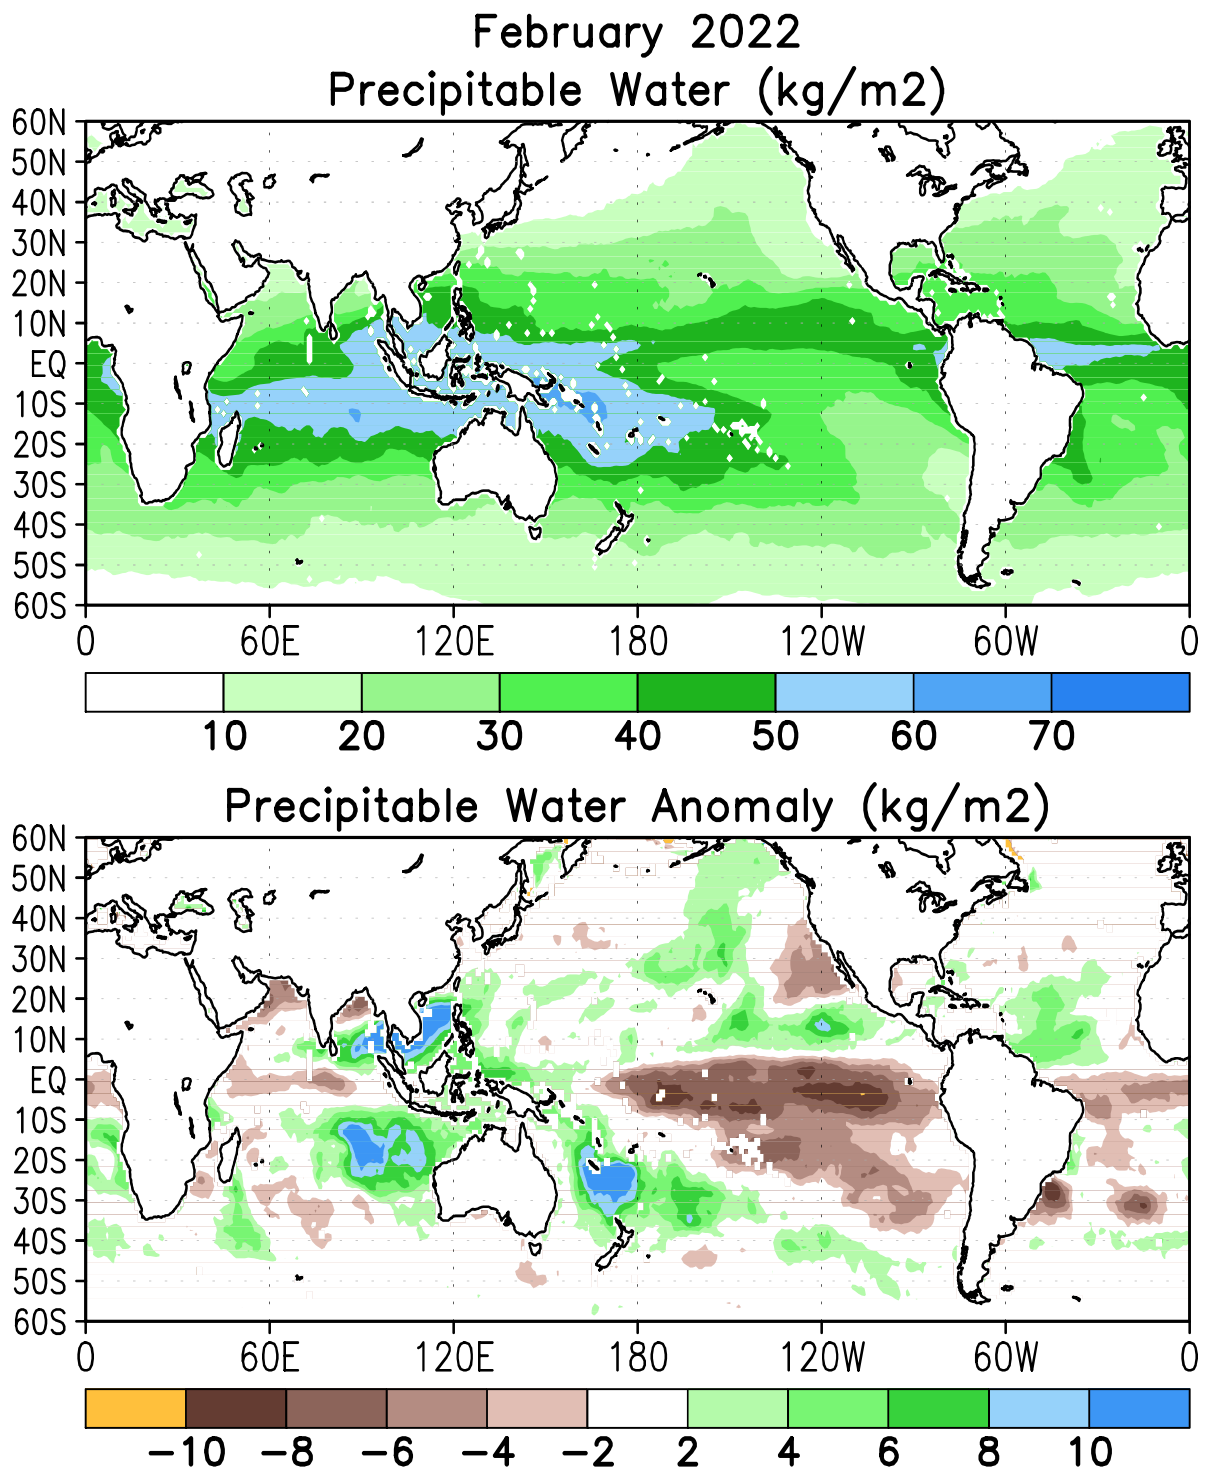 February 2022
Precipitable Water (kg/m2)
60N
50N
40N
30N
20N
10N
EQ
10S
20S
30S
40S
50S
60S
0 60E 120E 180 120W 60W 0
10 20 30 40 50 60 70
Precipitable Water Anomaly (kg/m2)
60N
50N
40N
30N
20N
10N
EQ
10S
20S
30S
40S
50S
60S
0 60E 120E 180 120W 60W 0
−10 −8 −6 −4 −2 2 4 6 8 10